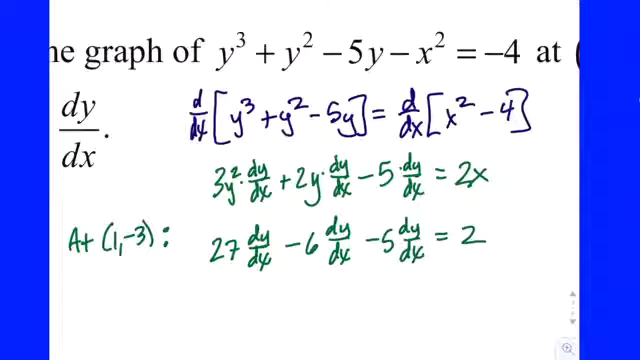 he graph of y³ + y² − 5y − x² = −4 at (
dy/dx.
d/dx [y³ + y² − 5y] = d/dx [x² − 4]
3y² · dy/dx + 2y · dy/dx − 5 · dy/dx = 2x
At (1, −3) : 27 dy/dx − 6 dy/dx − 5 dy/dx = 2